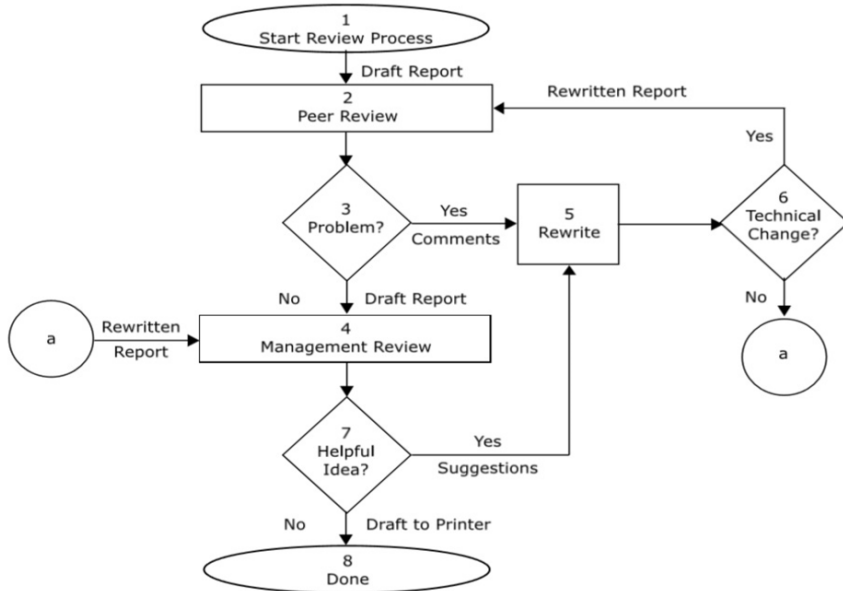 1
Start Review Process
Draft Report
2
Peer Review
Rewritten Report
Yes
3
Problem?
Yes
Comments
5
Rewrite
6
Technical
Change?
No
Draft Report
No
a
Rewritten
Report
4
Management Review
a
7
Helpful
Idea?
Yes
Suggestions
No
Draft to Printer
8
Done